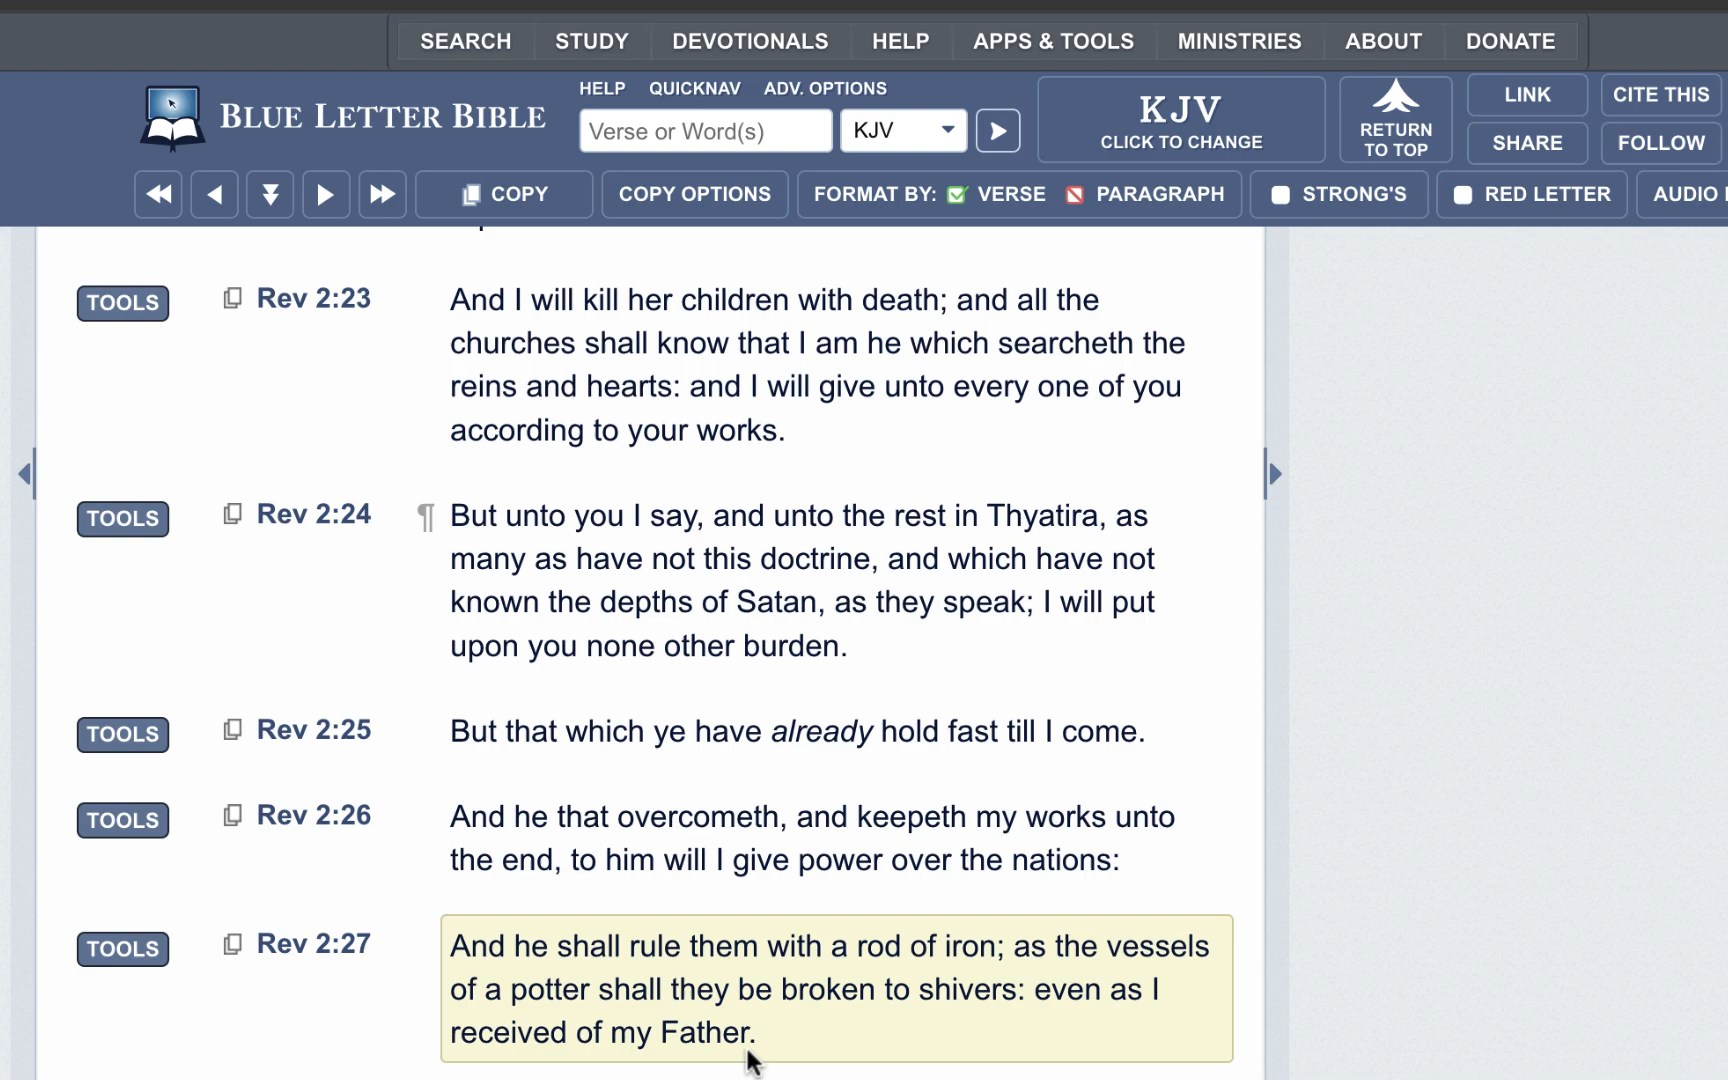 SEARCH STUDY DEVOTIONALS HELP APPS & TOOLS MINISTRIES ABOUT DONATE
BLUE LETTER BIBLE
HELP QUICKNAV ADV. OPTIONS
Verse or Word(s) KJV
KJV
CLICK TO CHANGE
RETURN
TO TOP
LINK CITE THIS
SHARE FOLLOW
COPY COPY OPTIONS FORMAT BY: VERSE PARAGRAPH STRONG'S RED LETTER AUDIO
TOOLS Rev 2:23 And I will kill her children with death; and all the
churches shall know that I am he which searcheth the
reins and hearts: and I will give unto every one of you
according to your works.
TOOLS Rev 2:24 ¶ But unto you I say, and unto the rest in Thyatira, as
many as have not this doctrine, and which have not
known the depths of Satan, as they speak; I will put
upon you none other burden.
TOOLS Rev 2:25 But that which ye have already hold fast till I come.
TOOLS Rev 2:26 And he that overcometh, and keepeth my works unto
the end, to him will I give power over the nations:
TOOLS Rev 2:27 And he shall rule them with a rod of iron; as the vessels
of a potter shall they be broken to shivers: even as I
received of my Father.